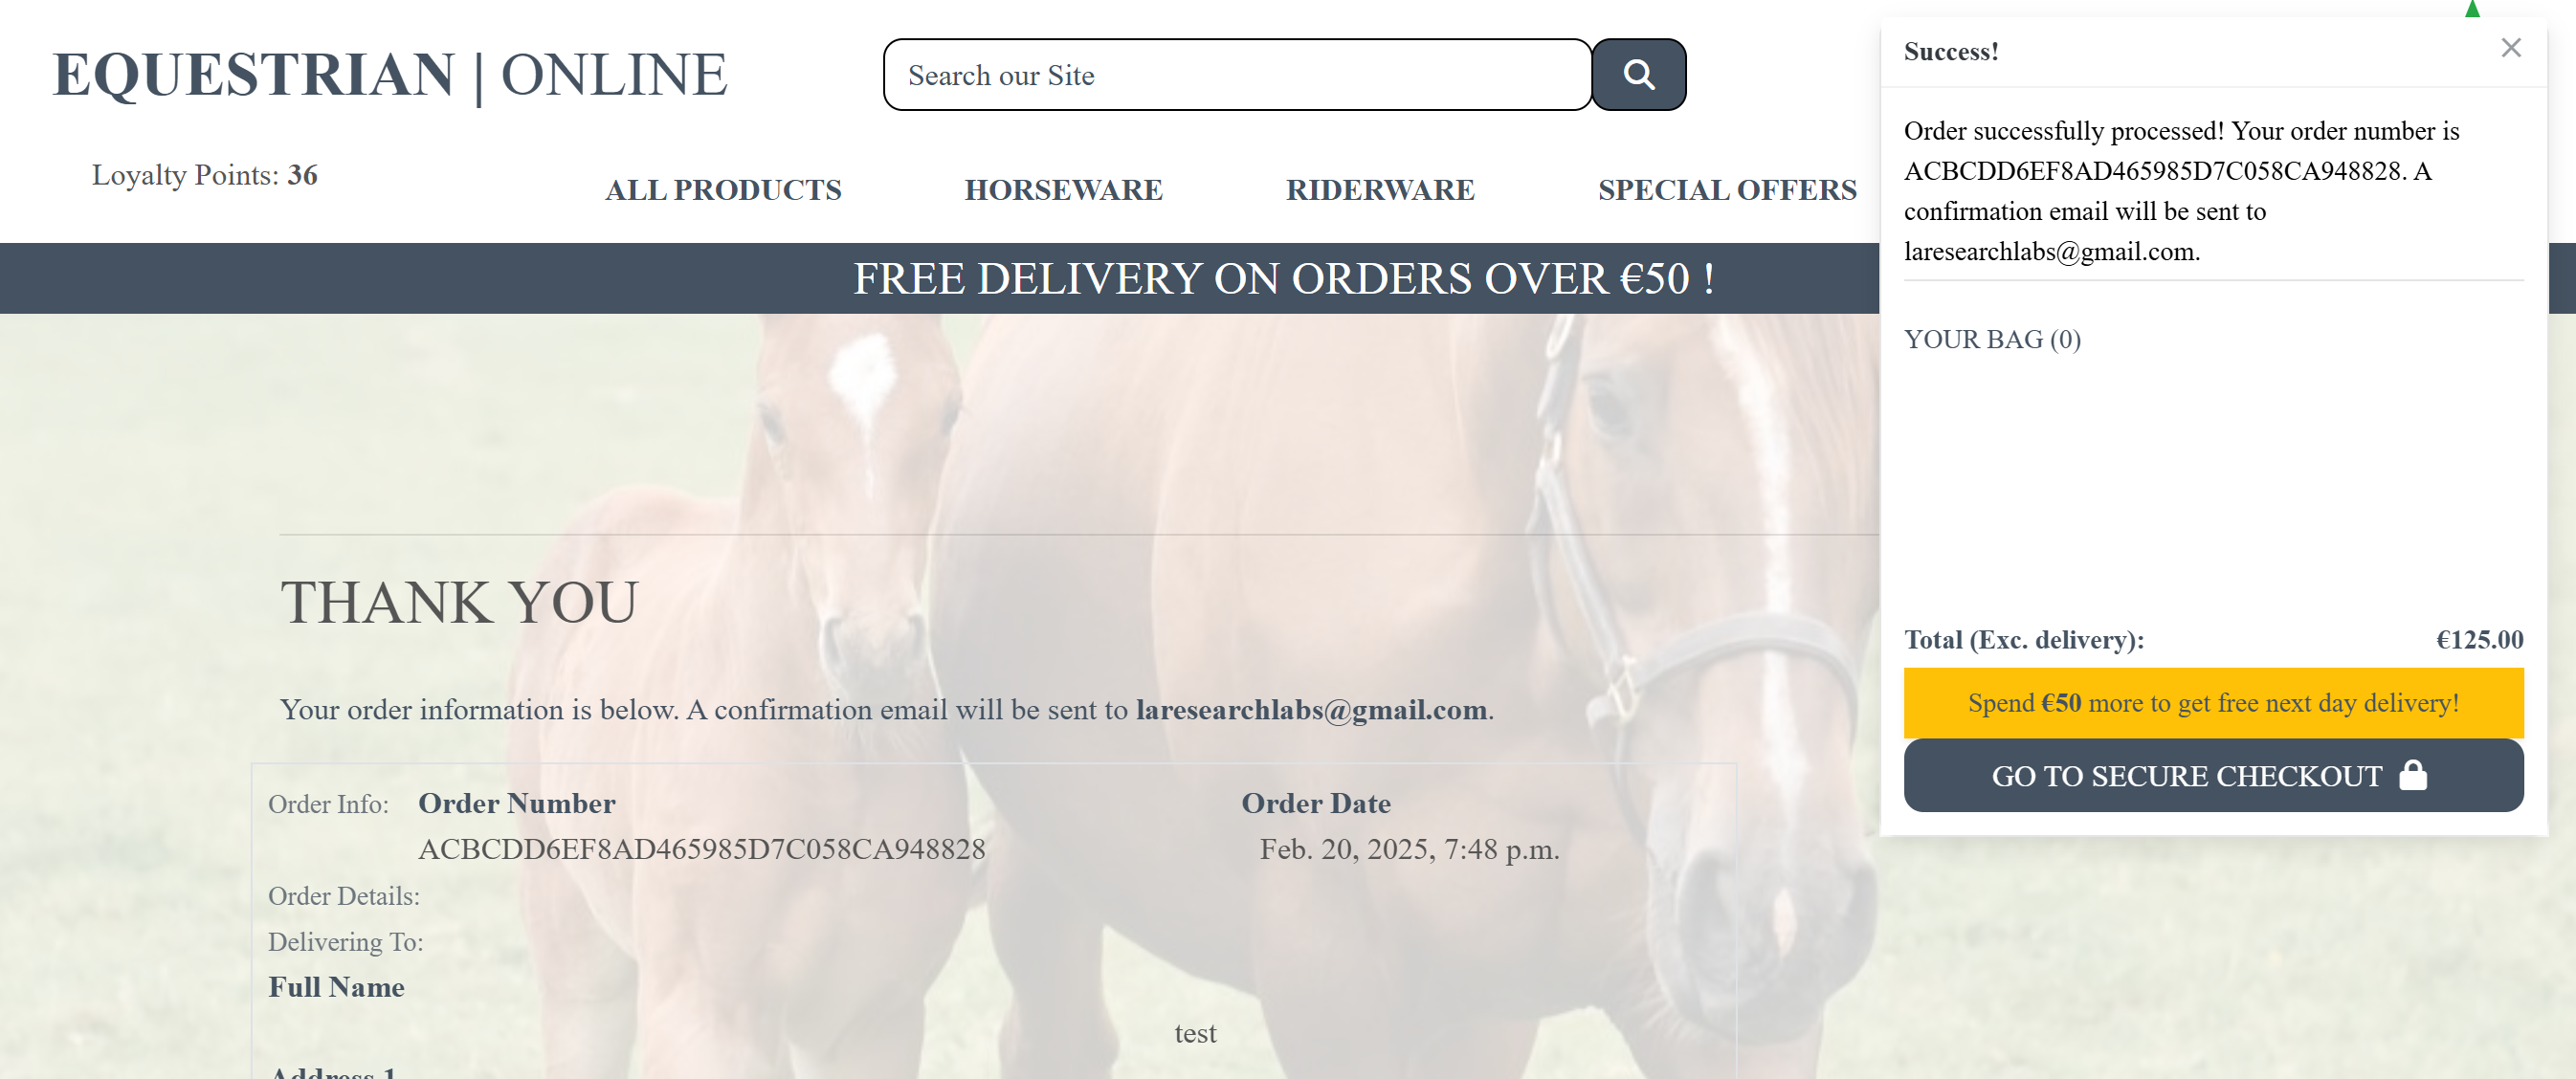 EQUESTRIAN | ONLINE
Search our Site
Loyalty Points: 36
ALL PRODUCTS
HORSEWARE
RIDERWARE
SPECIAL OFFERS
FREE DELIVERY ON ORDERS OVER €50 !
Success!
Order successfully processed! Your order number is
ACBCDD6EF8AD465985D7C058CA948828. A
confirmation email will be sent to
laresearchlabs@gmail.com.
YOUR BAG (0)
Total (Exc. delivery): €125.00
Spend €50 more to get free next day delivery!
GO TO SECURE CHECKOUT
THANK YOU
Your order information is below. A confirmation email will be sent to laresearchlabs@gmail.com.
Order Info: Order Number Order Date
ACBCDD6EF8AD465985D7C058CA948828 Feb. 20, 2025, 7:48 p.m.
Order Details:
Delivering To:
Full Name
test
Address 1